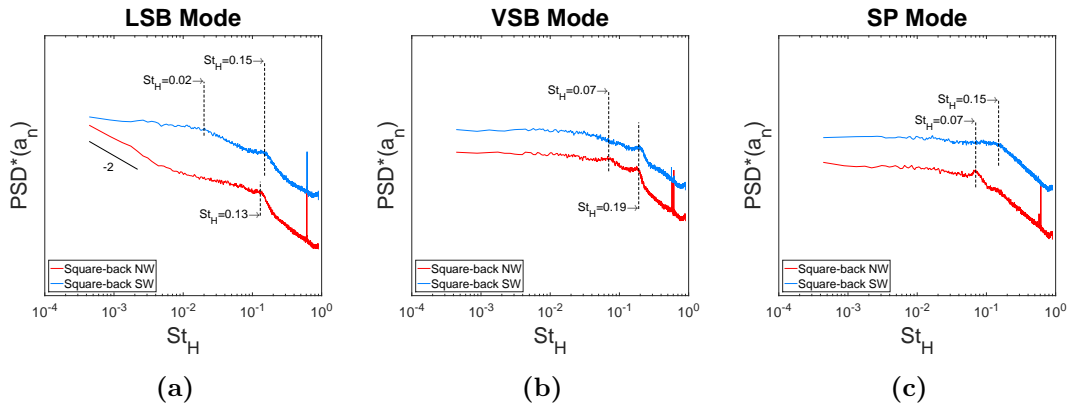 LSB Mode
PSD*(a_n)
St_H=0.15
St_H=0.02
-2
St_H=0.13
Square-back NW
Square-back SW
10^-4 10^-3 10^-2 10^-1 10^0
St_H
(a)
VSB Mode
PSD*(a_n)
St_H=0.07
St_H=0.19
Square-back NW
Square-back SW
10^-4 10^-3 10^-2 10^-1 10^0
St_H
(b)
SP Mode
PSD*(a_n)
St_H=0.15
St_H=0.07
Square-back NW
Square-back SW
10^-4 10^-3 10^-2 10^-1 10^0
St_H
(c)